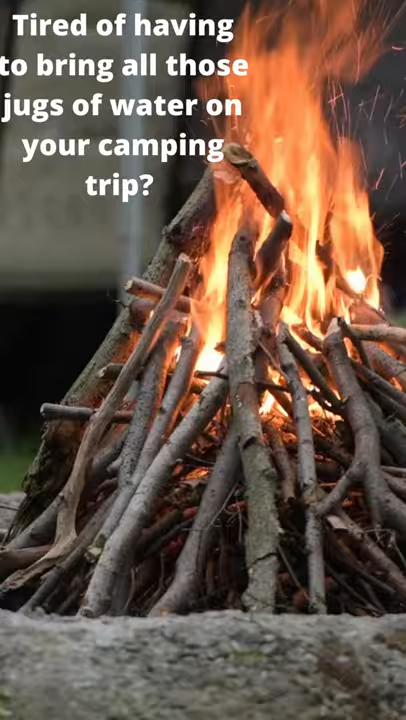 Tired of having
to bring all those
jugs of water on
your camping
trip?